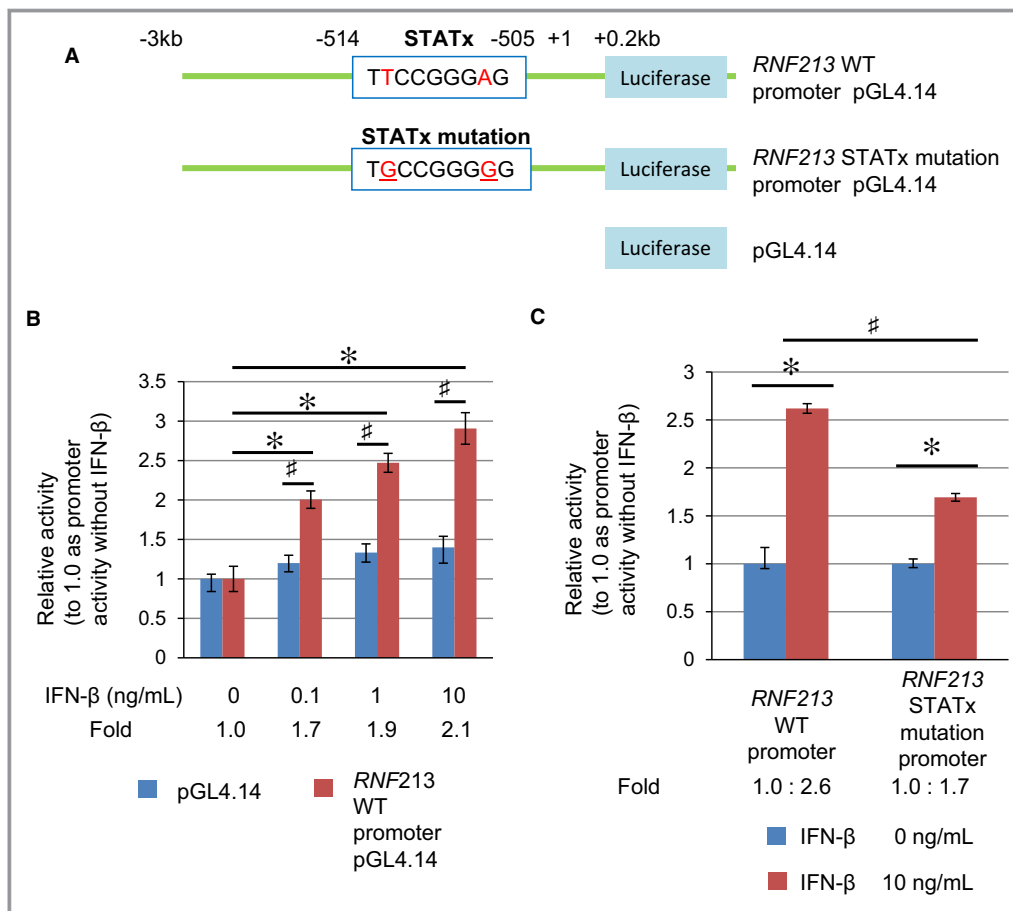 A
-3kb -514 STATx -505 +1 +0.2kb
TTCCGGGAG Luciferase RNF213 WT
promoter pGL4.14
STATx mutation
TGCCGGGGG Luciferase RNF213 STATx mutation
promoter pGL4.14
Luciferase pGL4.14
B
Relative activity
(to 1.0 as promoter
activity without IFN-β)
3.5
3
2.5
2
1.5
1
0.5
0
* * *
♯ ♯ ♯
IFN-β (ng/mL) 0 0.1 1 10
Fold 1.0 1.7 1.9 2.1
pGL4.14
RNF213
WT
promoter
pGL4.14
C
Relative activity
(to 1.0 as promoter
activity without IFN-β)
3
2.5
2
1.5
1
0.5
0
♯
* *
RNF213
WT
promoter
RNF213
STATx
mutation
promoter
Fold 1.0 : 2.6 1.0 : 1.7
IFN-β 0 ng/mL
IFN-β 10 ng/mL